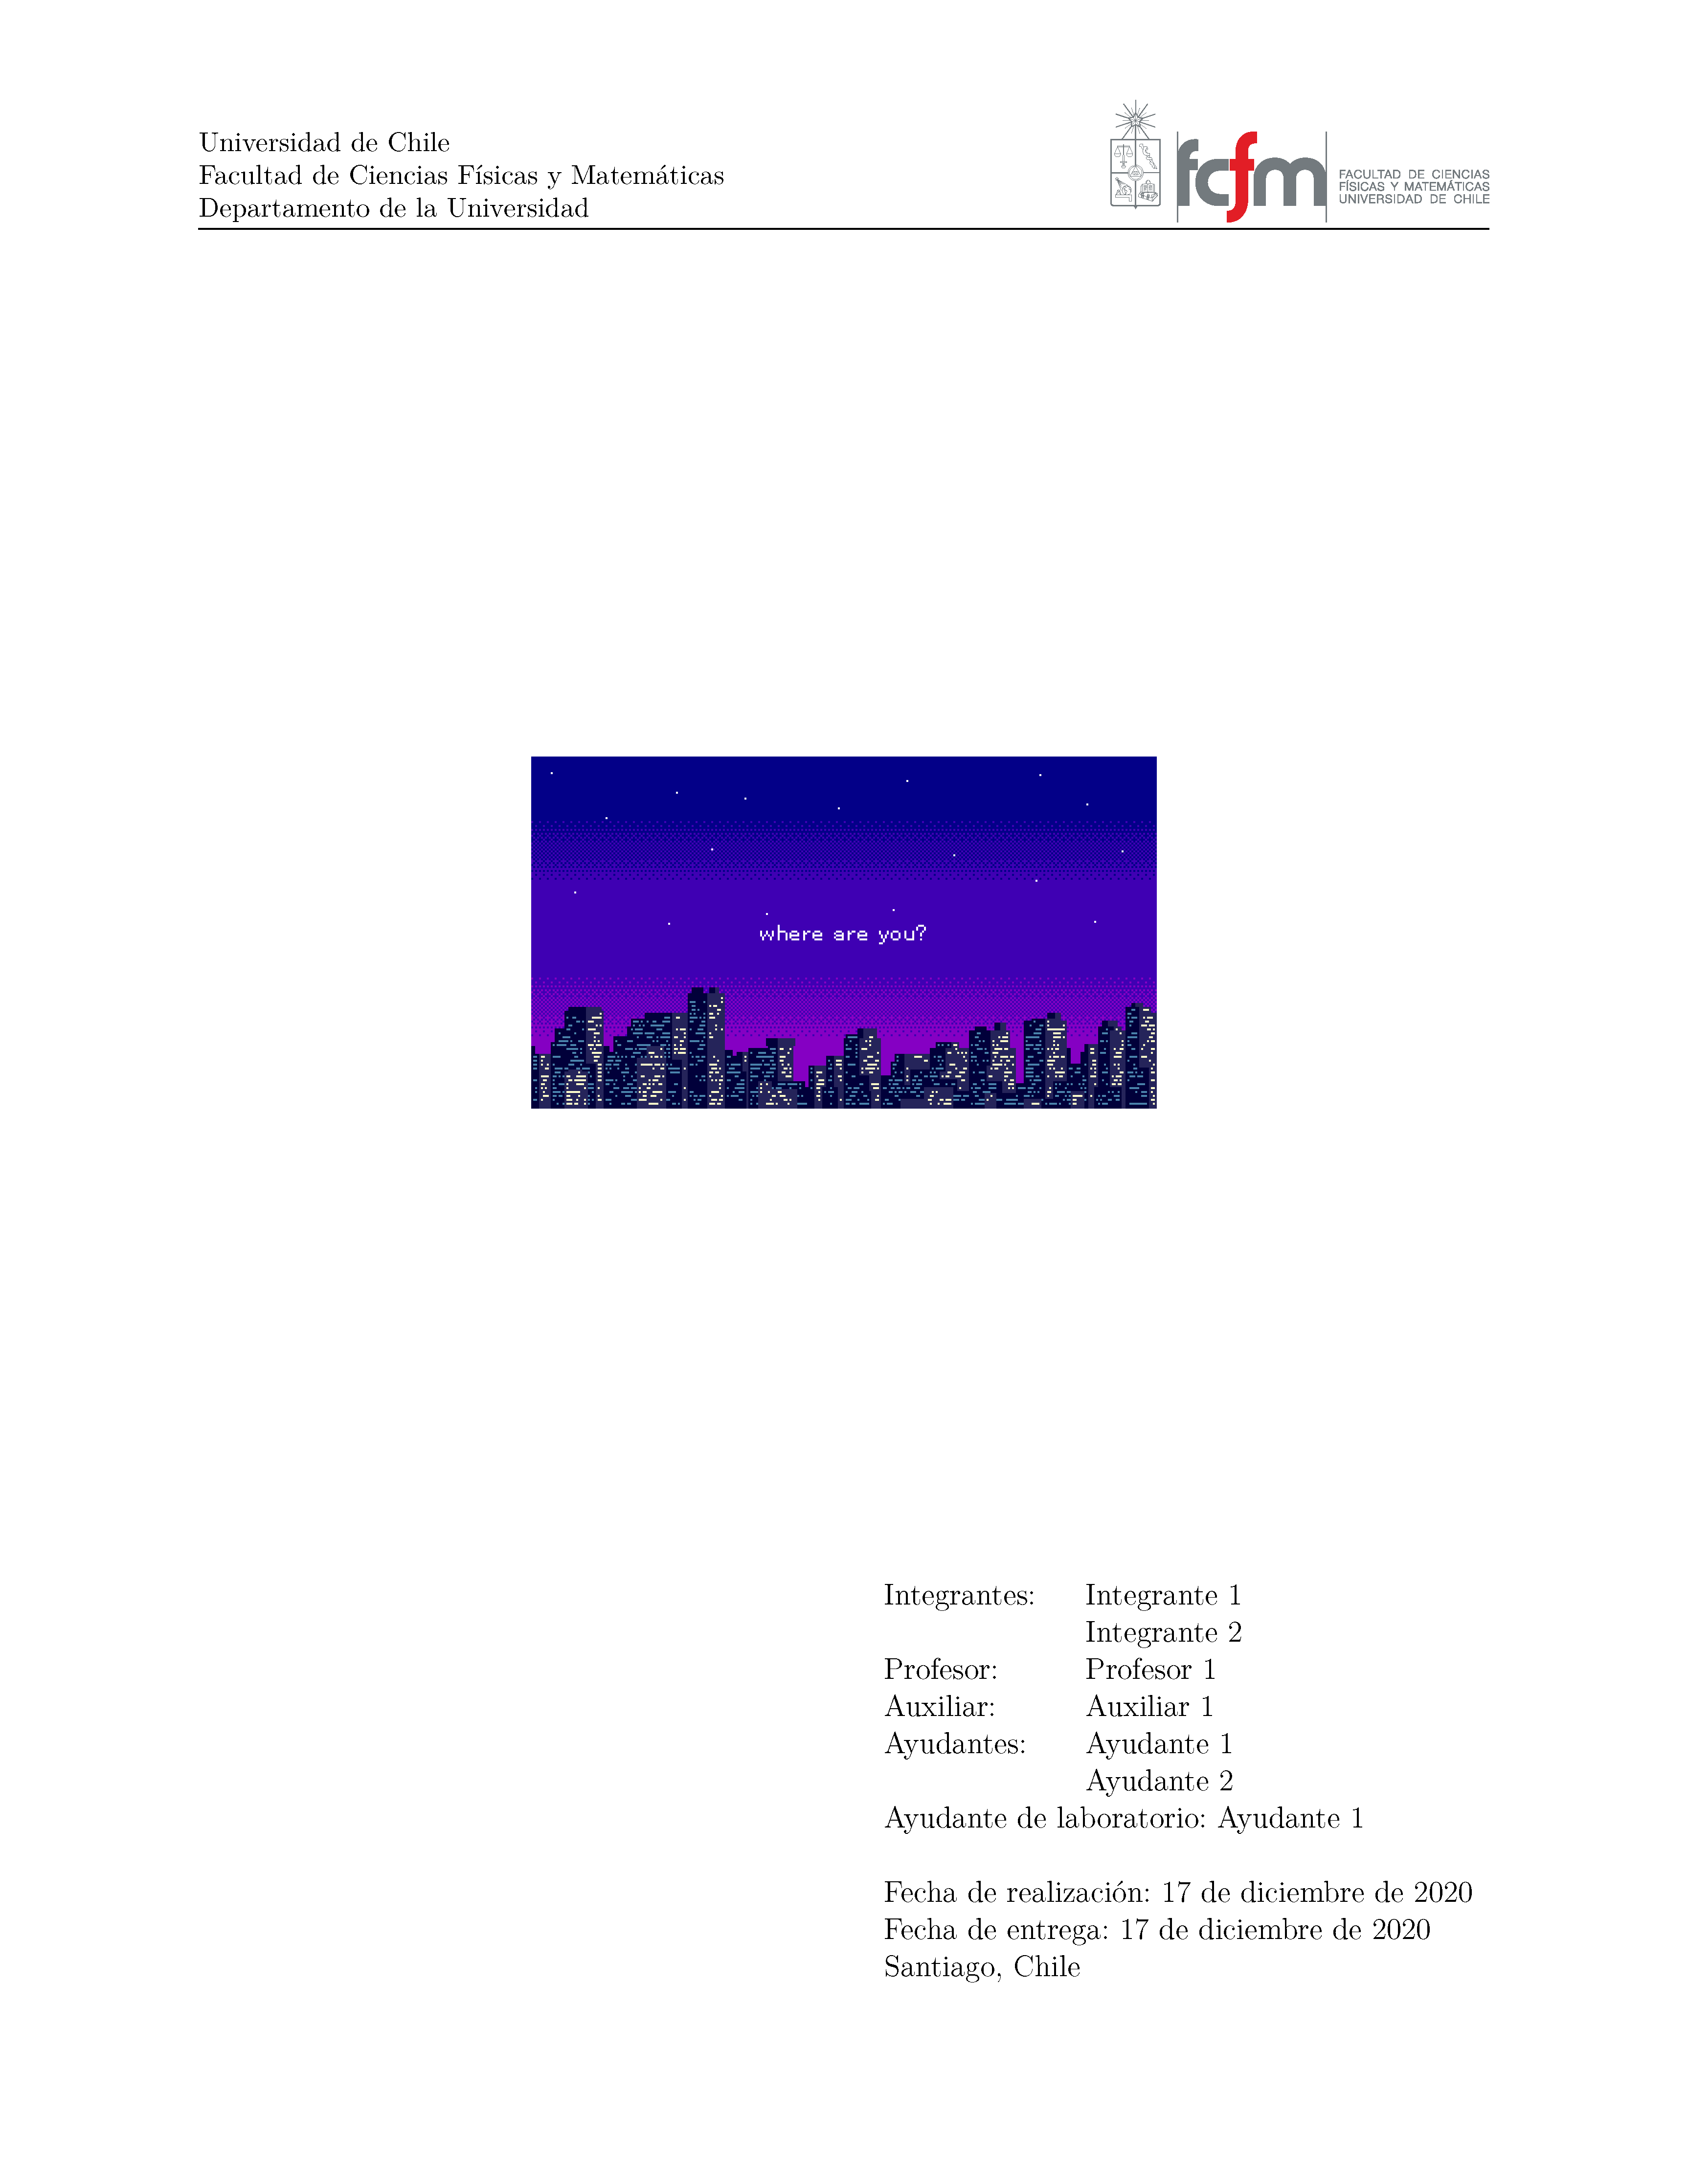 Universidad de Chile
Facultad de Ciencias Físicas y Matemáticas
Departamento de la Universidad
fcfm
FACULTAD DE CIENCIAS
FÍSICAS Y MATEMÁTICAS
UNIVERSIDAD DE CHILE
where are you?
Integrantes: Integrante 1
Integrante 2
Profesor: Profesor 1
Auxiliar: Auxiliar 1
Ayudantes: Ayudante 1
Ayudante 2
Ayudante de laboratorio: Ayudante 1
Fecha de realización: 17 de diciembre de 2020
Fecha de entrega: 17 de diciembre de 2020
Santiago, Chile